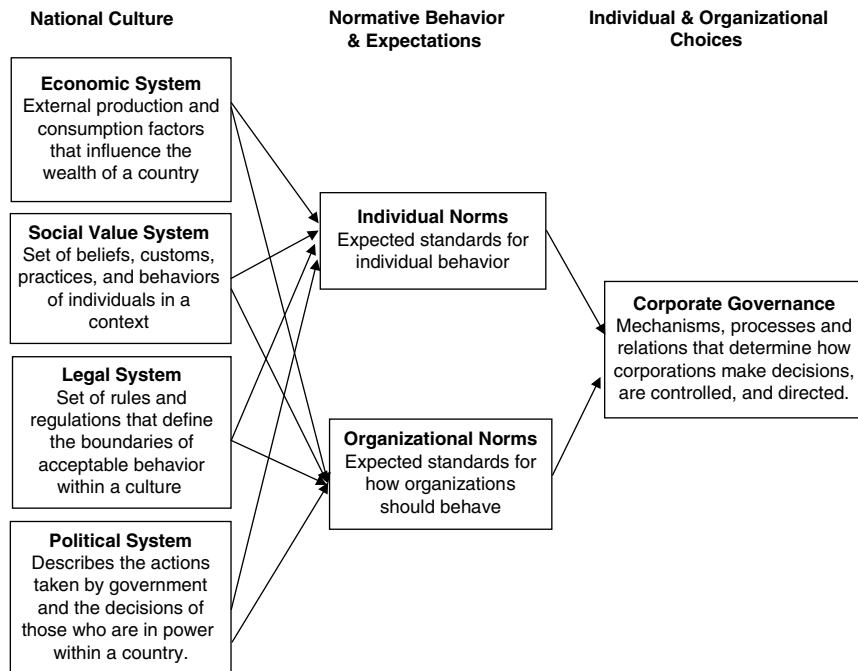 National Culture
Normative Behavior
& Expectations
Individual & Organizational
Choices
Economic System
External production and
consumption factors
that influence the
wealth of a country
Social Value System
Set of beliefs, customs,
practices, and behaviors
of individuals in a
context
Legal System
Set of rules and
regulations that define
the boundaries of
acceptable behavior
within a culture
Political System
Describes the actions
taken by government
and the decisions of
those who are in power
within a country.
Individual Norms
Expected standards for
individual behavior
Organizational Norms
Expected standards for
how organizations
should behave
Corporate Governance
Mechanisms, processes and
relations that determine how
corporations make decisions,
are controlled, and directed.